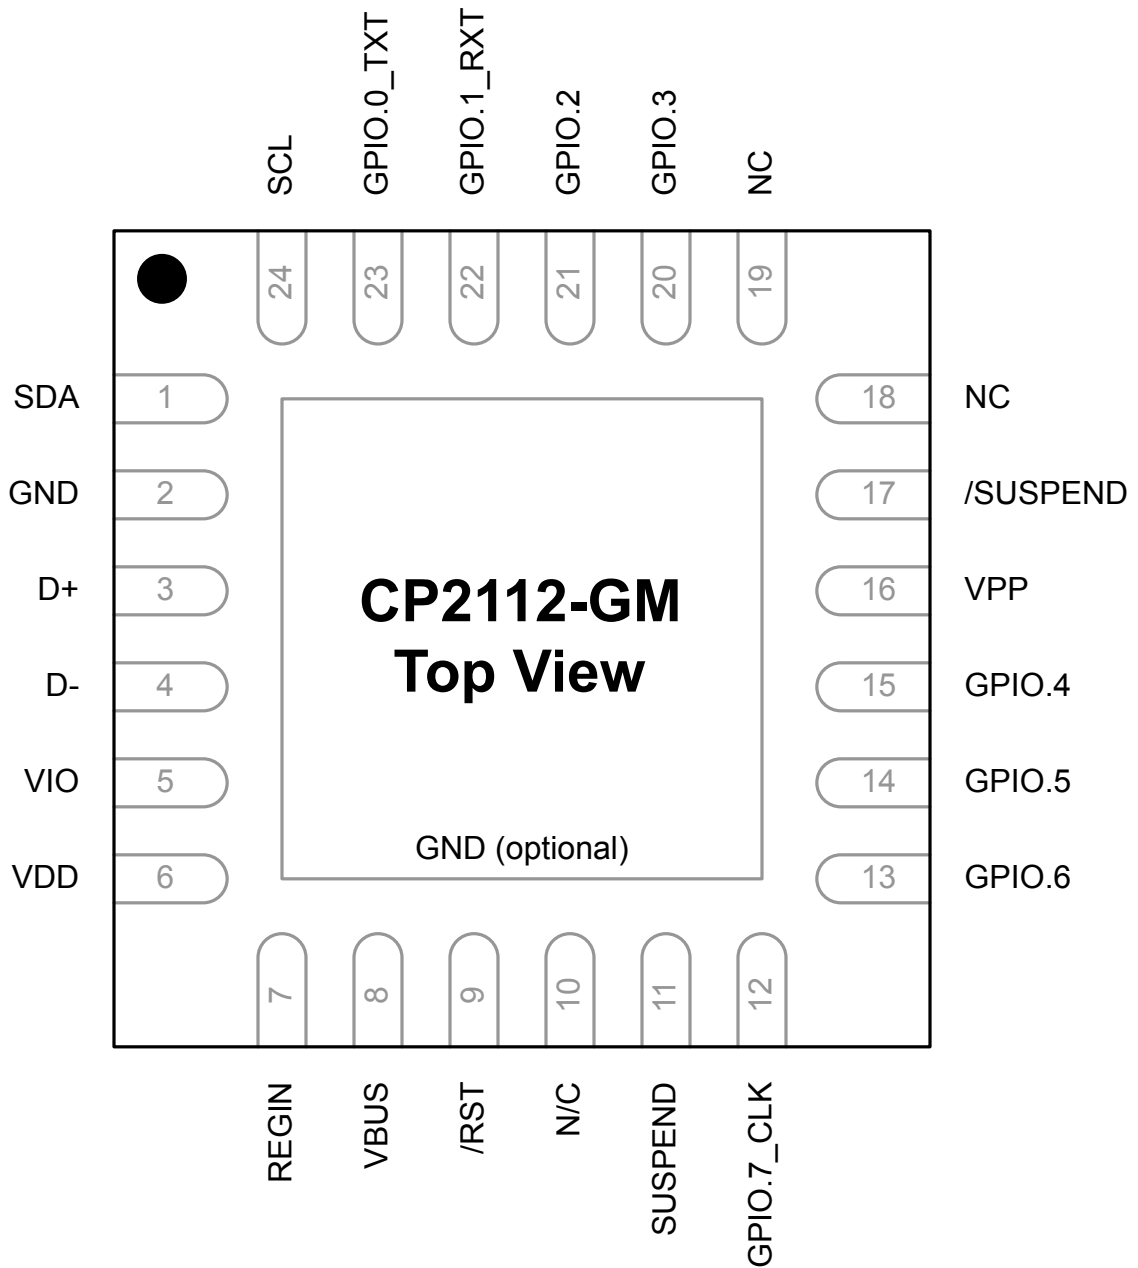 SCL
GPIO.0_TXT
GPIO.1_RXT
GPIO.2
GPIO.3
NC
24
23
22
21
20
19
SDA 1
18 NC
GND 2
17 /SUSPEND
D+ 3
16 VPP
D- 4
15 GPIO.4
VIO 5
14 GPIO.5
VDD 6
13 GPIO.6
CP2112-GM
Top View
GND (optional)
7
8
9
10
11
12
REGIN
VBUS
/RST
N/C
SUSPEND
GPIO.7_CLK